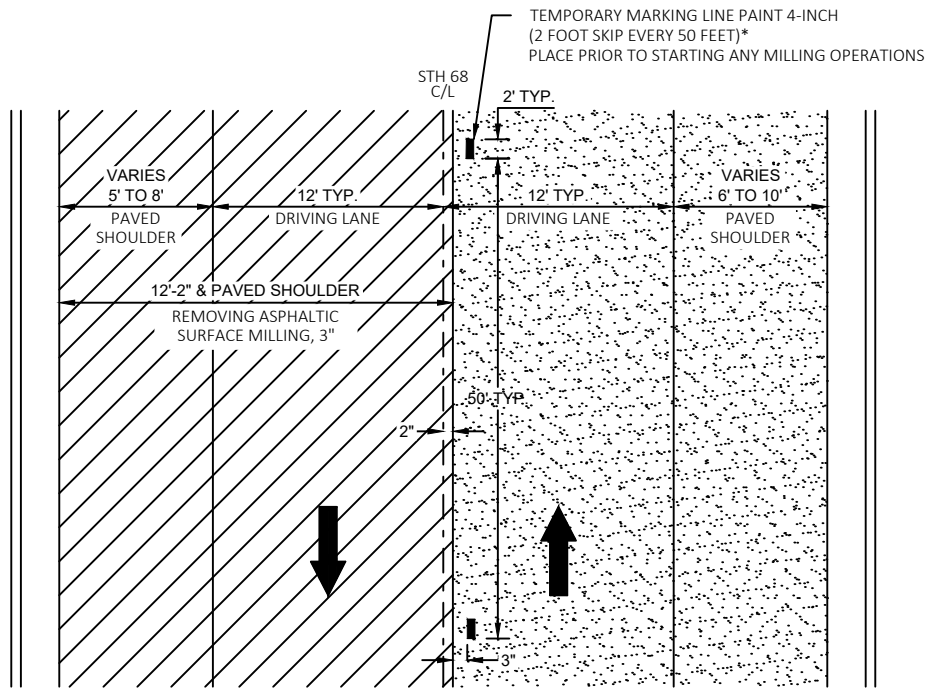 TEMPORARY MARKING LINE PAINT 4-INCH
(2 FOOT SKIP EVERY 50 FEET)*
PLACE PRIOR TO STARTING ANY MILLING OPERATIONS
STH 68
C/L
2' TYP.
VARIES
5' TO 8'
PAVED
SHOULDER
12' TYP.
DRIVING LANE
12' TYP.
DRIVING LANE
VARIES
6' TO 10'
PAVED
SHOULDER
12'-2" & PAVED SHOULDER
REMOVING ASPHALTIC
SURFACE MILLING, 3"
50' TYP.
2"
3"